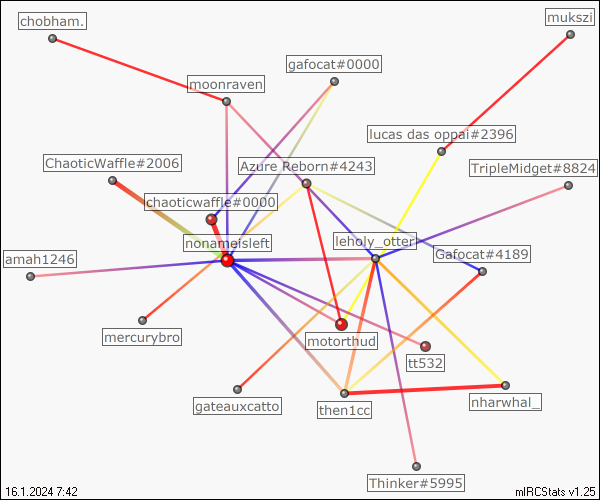 chobham.
mukszi
gafocat#0000
moonraven
lucas das oppai#2396
ChaoticWaffle#2006
Azure Reborn#4243
TripleMidget#8824
chaoticwaffle#0000
nonameisleft
leholy_otter
amah1246
Gafocat#4189
mercurybro
motorthud
tt532
gateauxcatto
then1cc
nharwhal_
Thinker#5995
16.1.2024 7:42
mIRCStats v1.25